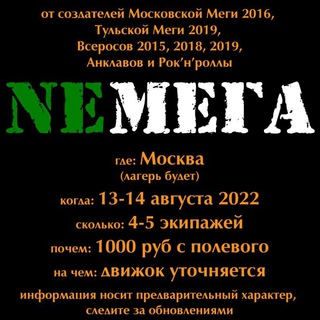 от создателей Московской Меги 2016,
Тульской Меги 2019,
Всеросов 2015, 2018, 2019,
Анклавов и Рок'н'роллы
NEМЕГА
где: Москва
(лагерь будет)
когда: 13-14 августа 2022
сколько: 4-5 экипажей
почем: 1000 руб с полевого
на чем: движок уточняется
информация носит предварительный характер,
следите за обновлениями